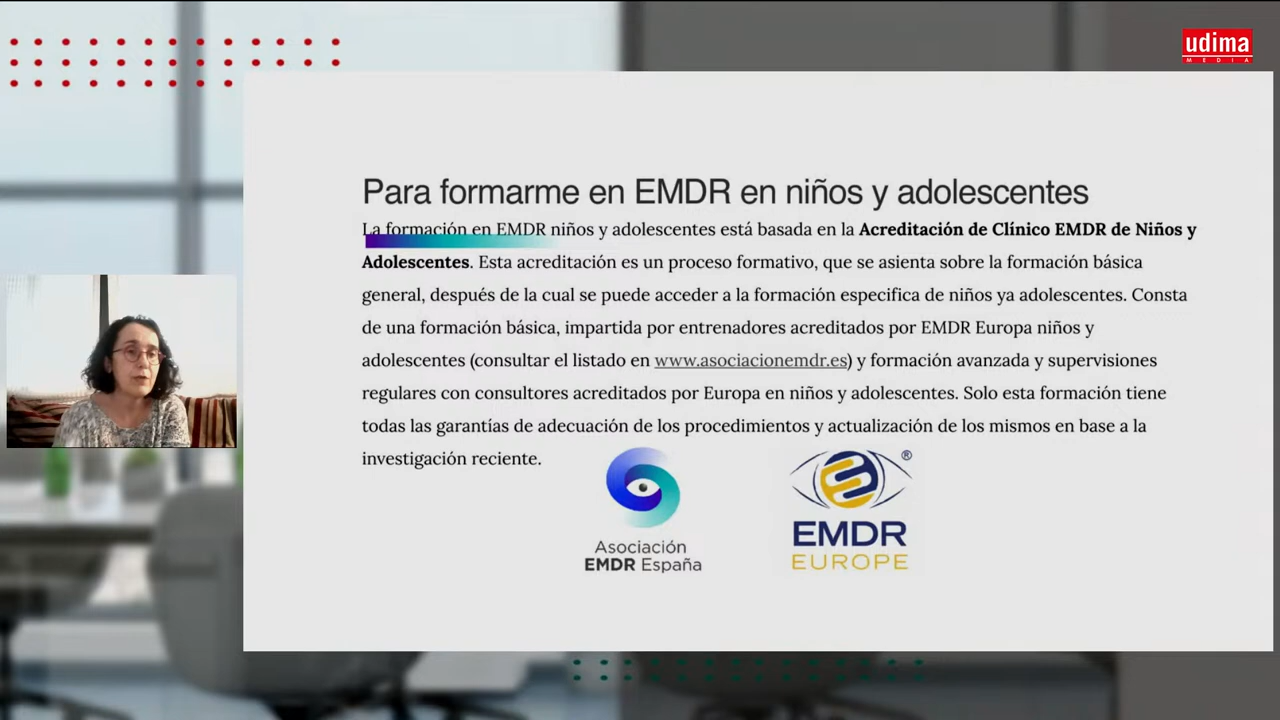 udima
MEDIA
Para formarme en EMDR en niños y adolescentes
La formación en EMDR niños y adolescentes está basada en la Acreditación de Clínico EMDR de Niños y
Adolescentes. Esta acreditación es un proceso formativo, que se asienta sobre la formación básica
general, después de la cual se puede acceder a la formación especifica de niños ya adolescentes. Consta
de una formación básica, impartida por entrenadores acreditados por EMDR Europa niños y
adolescentes (consultar el listado en www.asociacionemdr.es) y formación avanzada y supervisiones
regulares con consultores acreditados por Europa en niños y adolescentes. Solo esta formación tiene
todas las garantías de adecuación de los procedimientos y actualización de los mismos en base a la
investigación reciente.
Asociación
EMDR España
®
EMDR
EUROPE